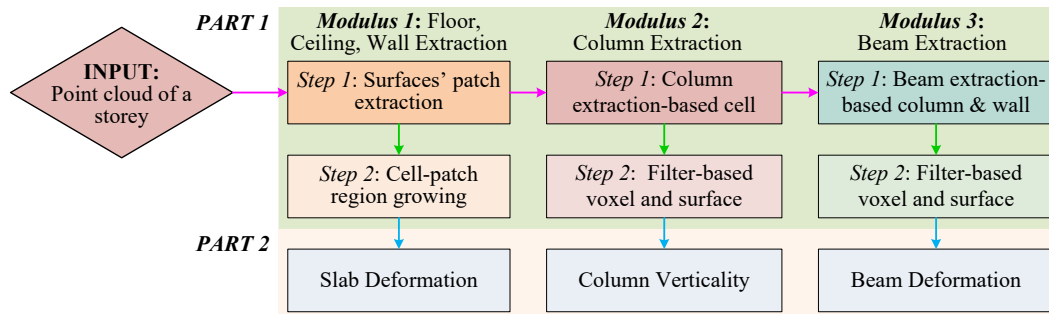 PART 1
INPUT:
Point cloud of a
storey
Modulus 1: Floor,
Ceiling, Wall Extraction
Step 1: Surfaces' patch
extraction
Step 2: Cell-patch
region growing
Modulus 2:
Column Extraction
Step 1: Column
extraction-based cell
Step 2: Filter-based
voxel and surface
Modulus 3:
Beam Extraction
Step 1: Beam extraction-
based column & wall
Step 2: Filter-based
voxel and surface
PART 2
Slab Deformation
Column Verticality
Beam Deformation